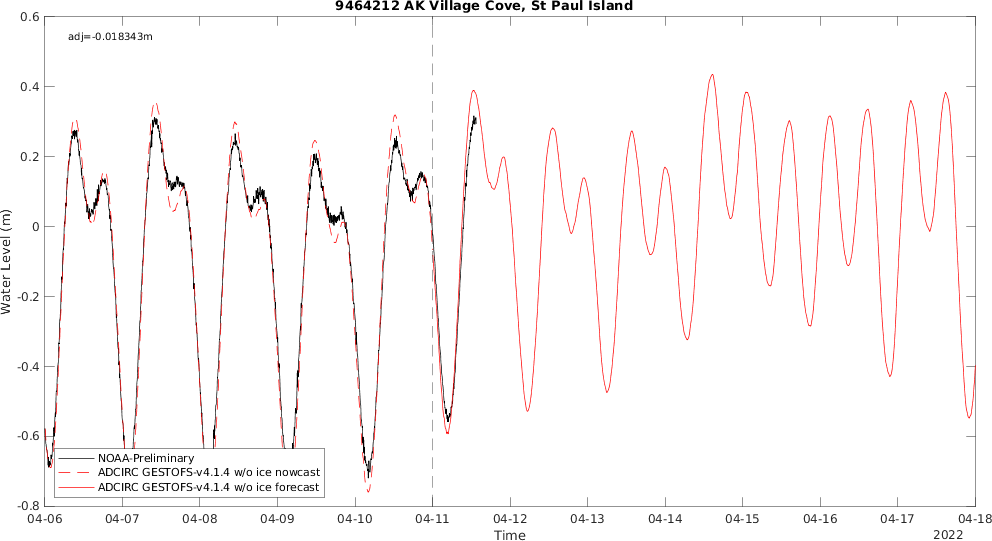 9464212 AK Village Cove, St Paul Island
adj=-0.018343m
0.6
0.4
0.2
0
-0.2
-0.4
-0.6
-0.8
Water Level (m)
NOAA-Preliminary
ADCIRC GESTOFS-v4.1.4 w/o ice nowcast
ADCIRC GESTOFS-v4.1.4 w/o ice forecast
04-06 04-07 04-08 04-09 04-10 04-11 04-12 04-13 04-14 04-15 04-16 04-17 04-18
Time
2022